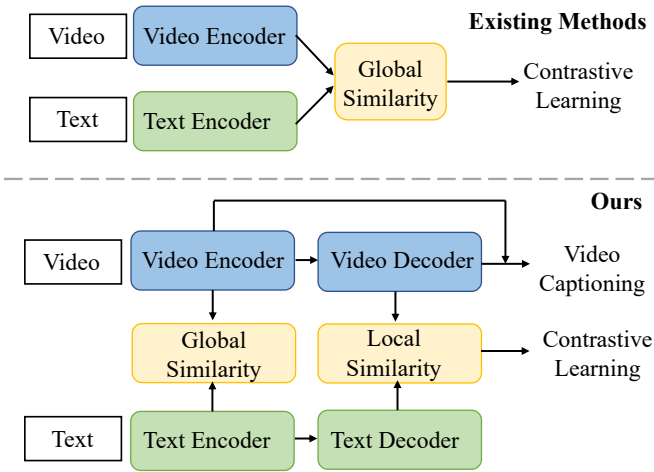 Existing Methods
Video
Video Encoder
Global
Similarity
Contrastive
Learning
Text
Text Encoder
Ours
Video
Video Encoder
Video Decoder
Video
Captioning
Global
Similarity
Local
Similarity
Contrastive
Learning
Text
Text Encoder
Text Decoder